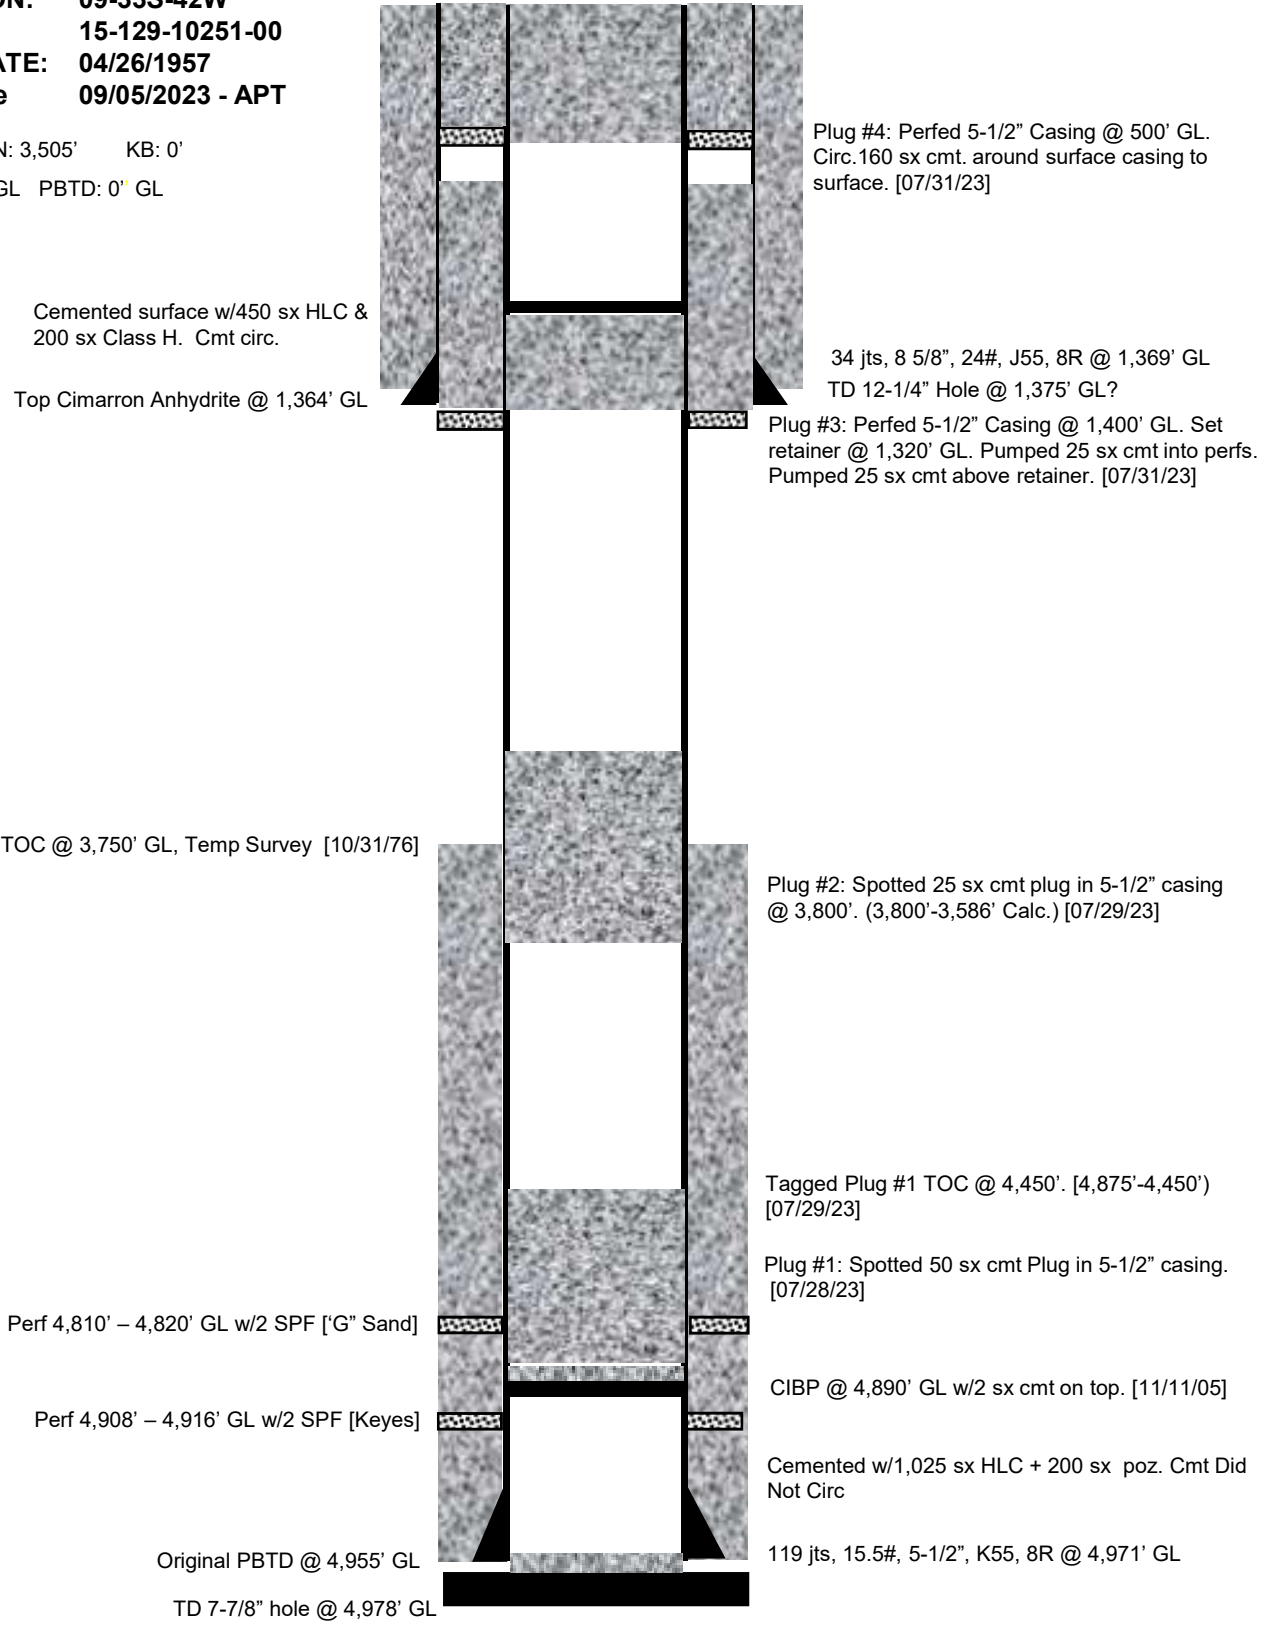 09-33S-42W
15-129-10251-00
04/26/1957
09/05/2023 - APT
3,505’ KB: 0’
GL PBTD: 0’ GL
Plug #4: Perfed 5-1/2” Casing @ 500’ GL.
Circ.160 sx cmt. around surface casing to
surface. [07/31/23]
Cemented surface w/450 sx HLC &
200 sx Class H. Cmt circ.
34 jts, 8 5/8”, 24#, J55, 8R @ 1,369’ GL
TD 12-1/4” Hole @ 1,375’ GL?
Top Cimarron Anhydrite @ 1,364’ GL
Plug #3: Perfed 5-1/2” Casing @ 1,400’ GL. Set
retainer @ 1,320’ GL. Pumped 25 sx cmt into perfs.
Pumped 25 sx cmt above retainer. [07/31/23]
TOC @ 3,750’ GL, Temp Survey [10/31/76]
Plug #2: Spotted 25 sx cmt plug in 5-1/2” casing
@ 3,800’. (3,800’-3,586’ Calc.) [07/29/23]
Tagged Plug #1 TOC @ 4,450’. [4,875’-4,450’)
[07/29/23]
Plug #1: Spotted 50 sx cmt Plug in 5-1/2” casing.
[07/28/23]
Perf 4,810’ – 4,820’ GL w/2 SPF [‘G” Sand]
CIBP @ 4,890’ GL w/2 sx cmt on top. [11/11/05]
Perf 4,908’ – 4,916’ GL w/2 SPF [Keyes]
Cemented w/1,025 sx HLC + 200 sx poz. Cmt Did
Not Circ
119 jts, 15.5#, 5-1/2”, K55, 8R @ 4,971’ GL
Original PBTD @ 4,955’ GL
TD 7-7/8” hole @ 4,978’ GL